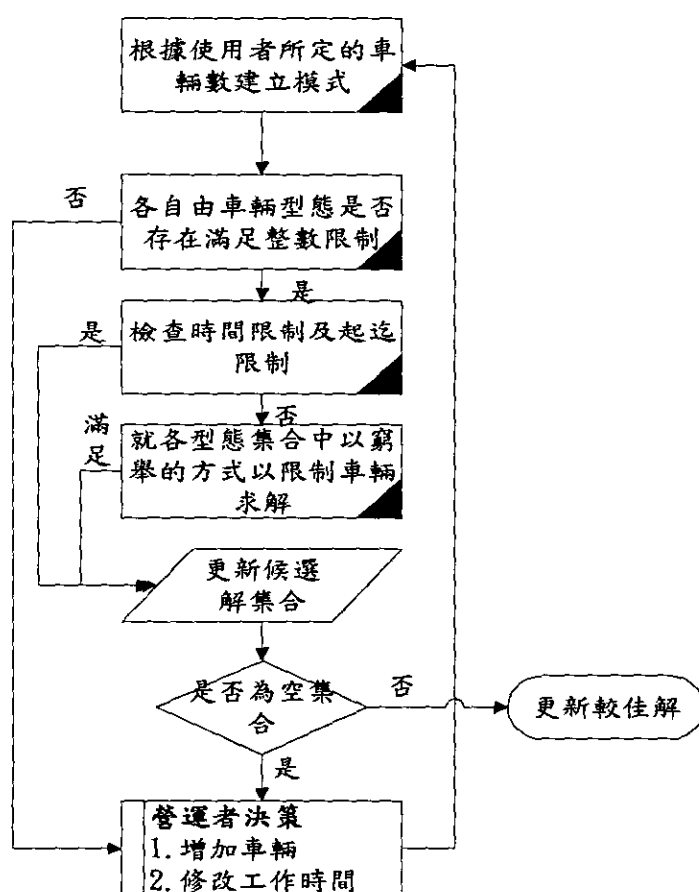 根據使用者所定的車
輛數建立模式
否
各自由車輛型態是否
存在滿足整數限制
是
是
檢查時間限制及起迄
限制
否
滿
足
就各型態集合中以窮
舉的方式以限制車輛
求解
更新候選
解集合
是否為空集
合
否
更新較佳解
是
營運者決策
1.增加車輛
2.修改工作時間